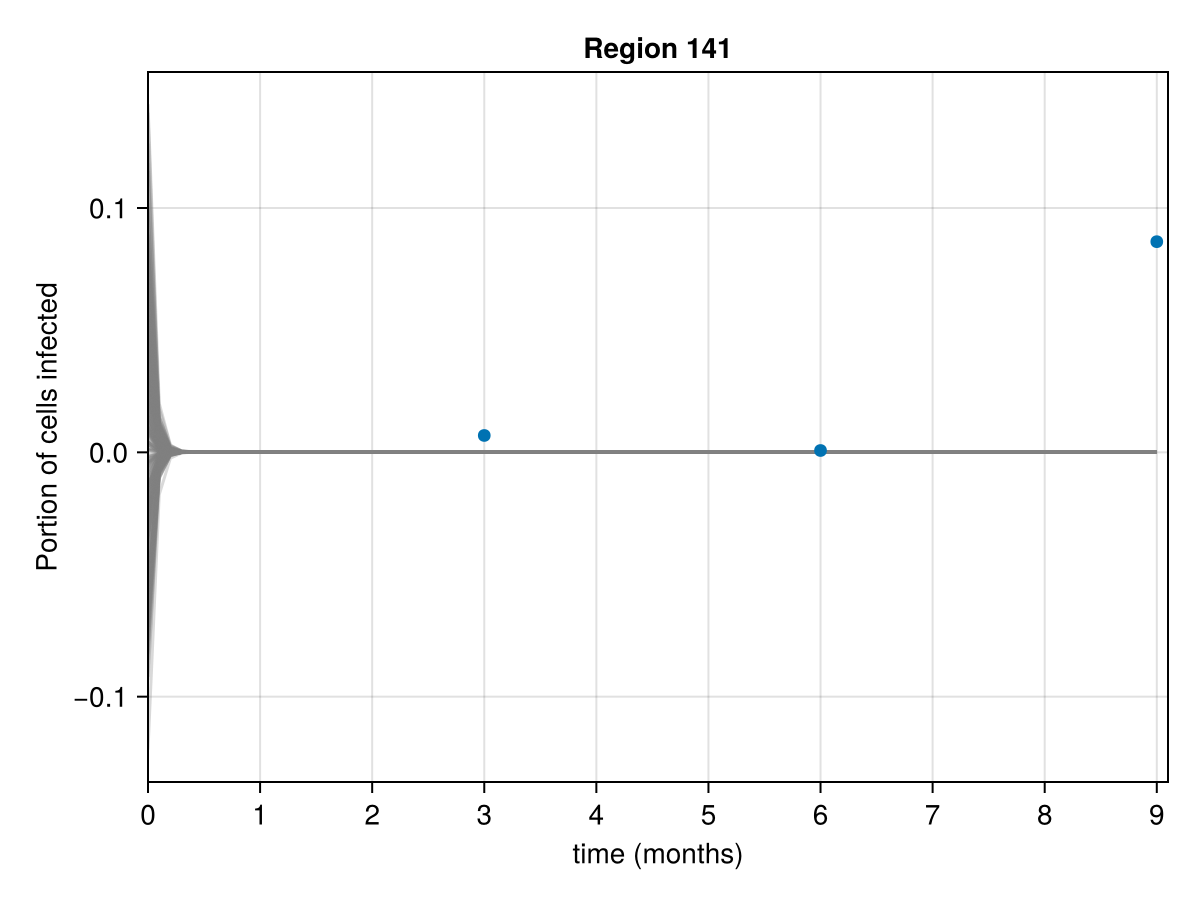 Region 141
Portion of cells infected
0.1
0.0
−0.1
0 1 2 3 4 5 6 7 8 9
time (months)